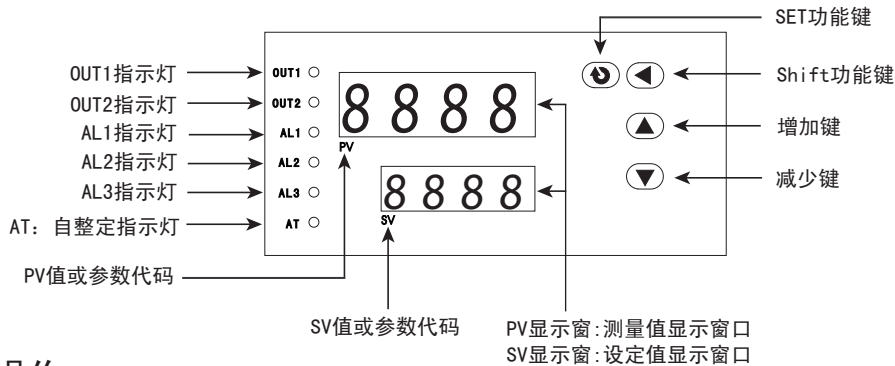 SET功能键
OUT1指示灯
OUT1
Shift功能键
OUT2指示灯
OUT2
8888
AL1指示灯
AL1
增加键
PV
AL2指示灯
AL2
减少键
AL3指示灯
AL3
8888
AT：自整定指示灯
AT
SV
PV值或参数代码
SV值或参数代码
PV显示窗:测量值显示窗口
SV显示窗:设定值显示窗口